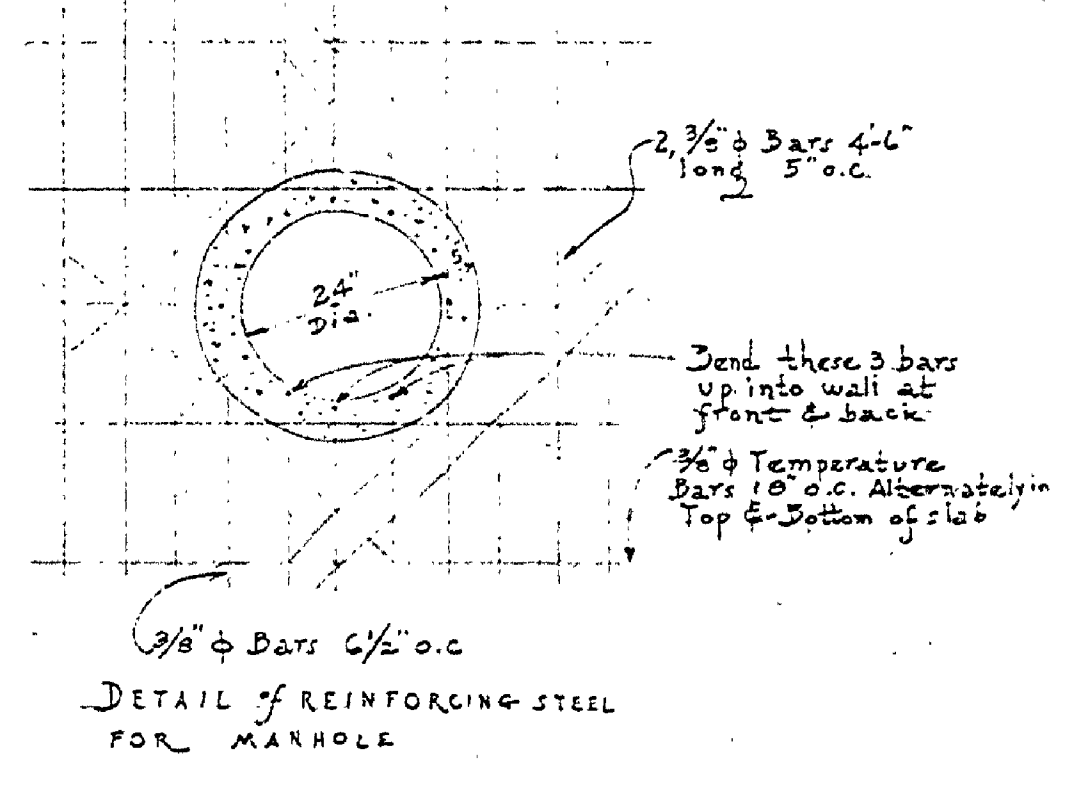 2, 3/8" ϕ Bars 4'-6"
long 5" o.c.
5"
24"
Dia.
Bend these 3 bars
up into wall at
front & back
3/8" ϕ Temperature
Bars 18" o.c. Alternately in
Top & Bottom of slab
3/8" ϕ Bars 6 1/2" o.c
DETAIL of REINFORCING STEEL
FOR MANHOLE